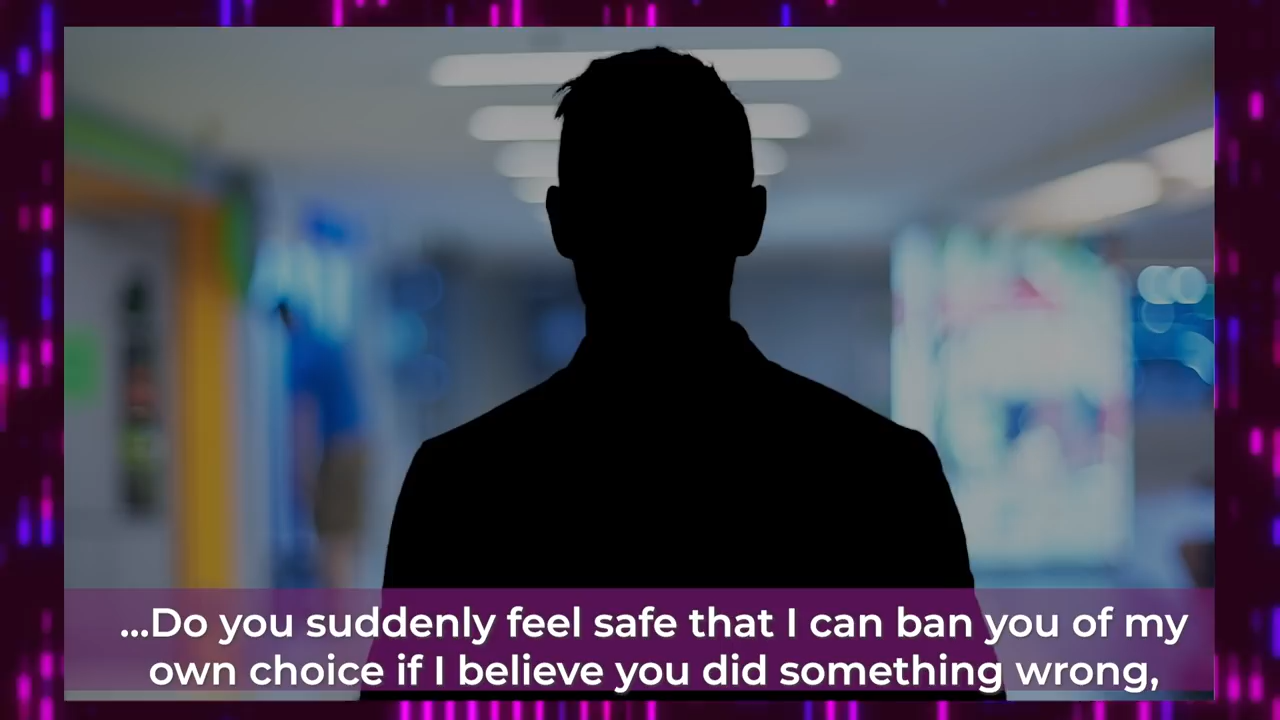 ...Do you suddenly feel safe that I can ban you of my
own choice if I believe you did something wrong,